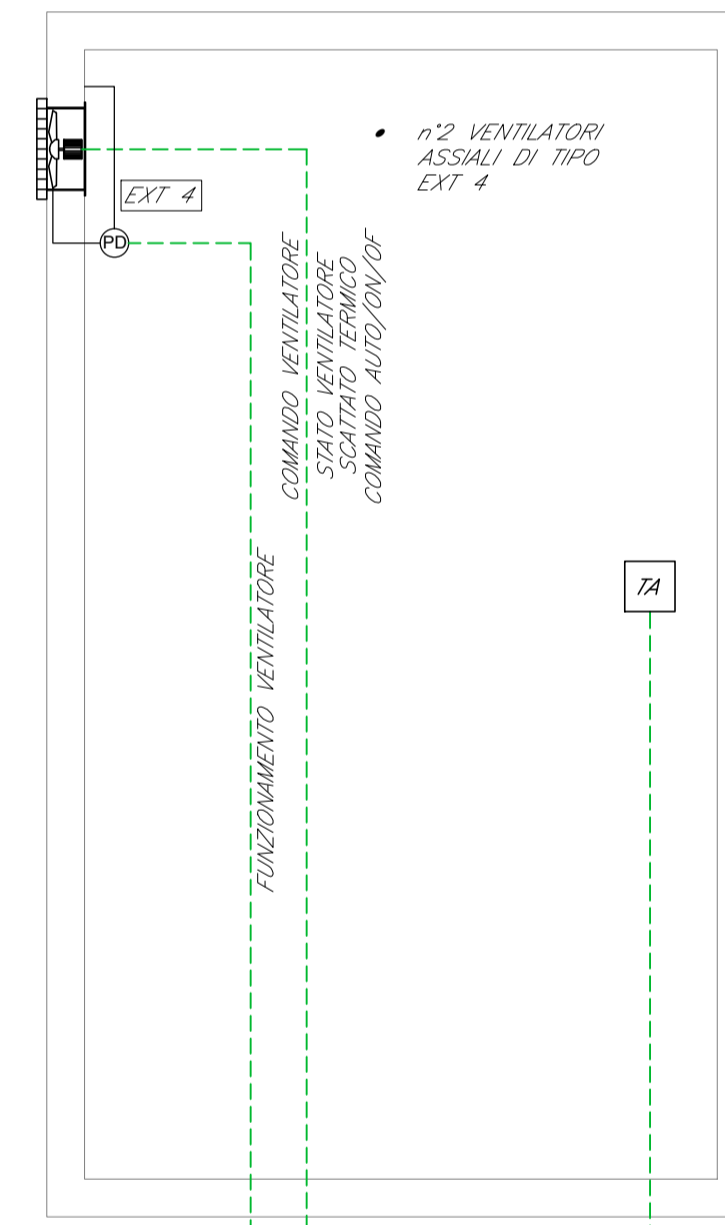 n°2 VENTILATORI
ASSIALI DI TIPO
EXT 4
EXT 4
PD
COMANDO VENTILATORE
STATO VENTILATORE
SCATTATO TERMICO
COMANDO AUTO/ON/OF
FUNZIONAMENTO VENTILATORE
TA